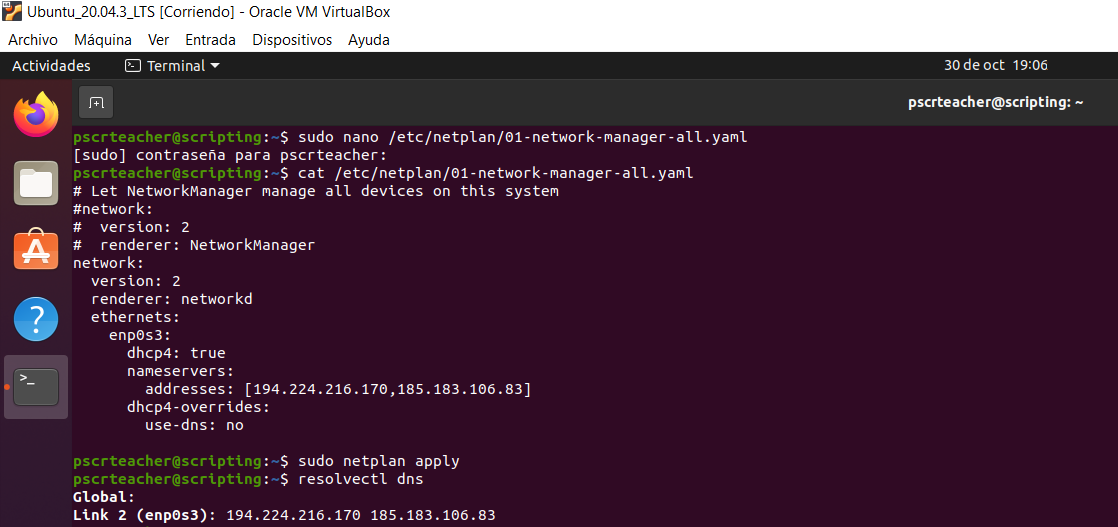 Ubuntu_20.04.3_LTS [Corriendo] - Oracle VM VirtualBox
Archivo Máquina Ver Entrada Dispositivos Ayuda
Actividades Terminal 30 de oct 19:06
pscrteacher@scripting: ~
pscrteacher@scripting:~$ sudo nano /etc/netplan/01-network-manager-all.yaml
[sudo] contraseña para pscrteacher:
pscrteacher@scripting:~$ cat /etc/netplan/01-network-manager-all.yaml
# Let NetworkManager manage all devices on this system
#network:
#  version: 2
#  renderer: NetworkManager
network:
  version: 2
  renderer: networkd
  ethernets:
    enp0s3:
      dhcp4: true
      nameservers:
        addresses: [194.224.216.170,185.183.106.83]
      dhcp4-overrides:
        use-dns: no
pscrteacher@scripting:~$ sudo netplan apply
pscrteacher@scripting:~$ resolvectl dns
Global:
Link 2 (enp0s3): 194.224.216.170 185.183.106.83